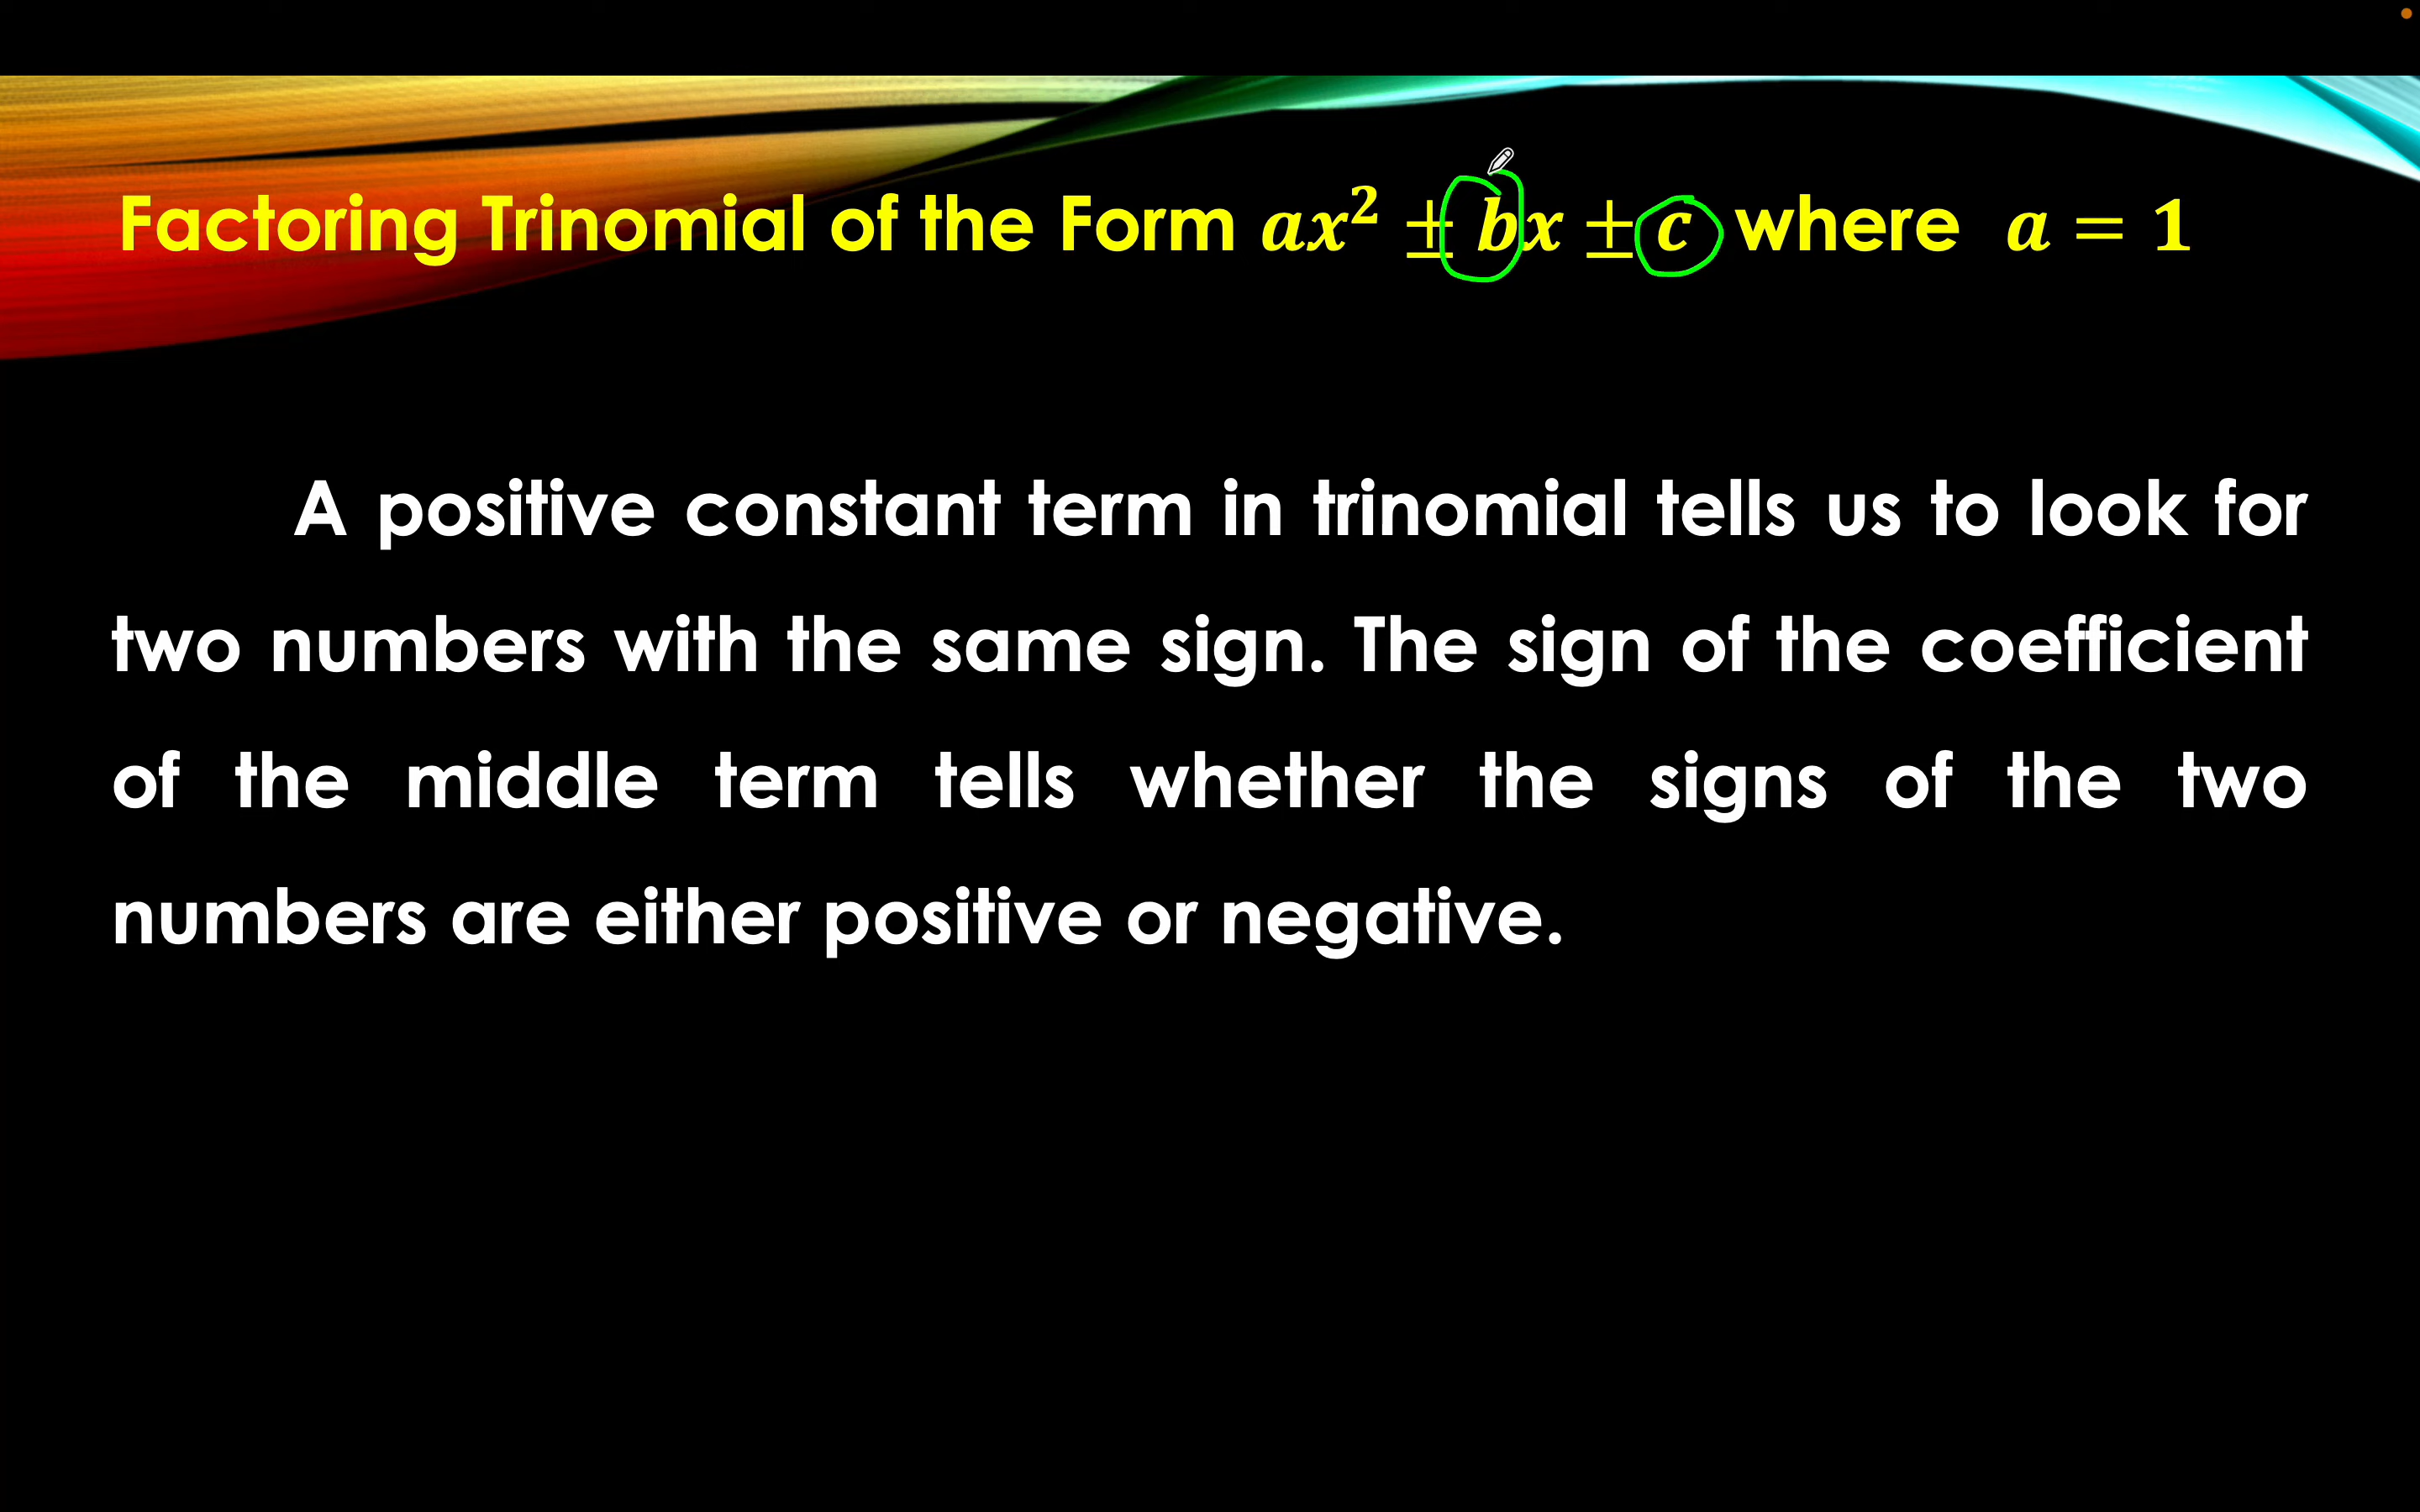 Factoring Trinomial of the Form ax² ± bx ± c where a = 1
A positive constant term in trinomial tells us to look for
two numbers with the same sign. The sign of the coefficient
of the middle term tells whether the signs of the two
numbers are either positive or negative.